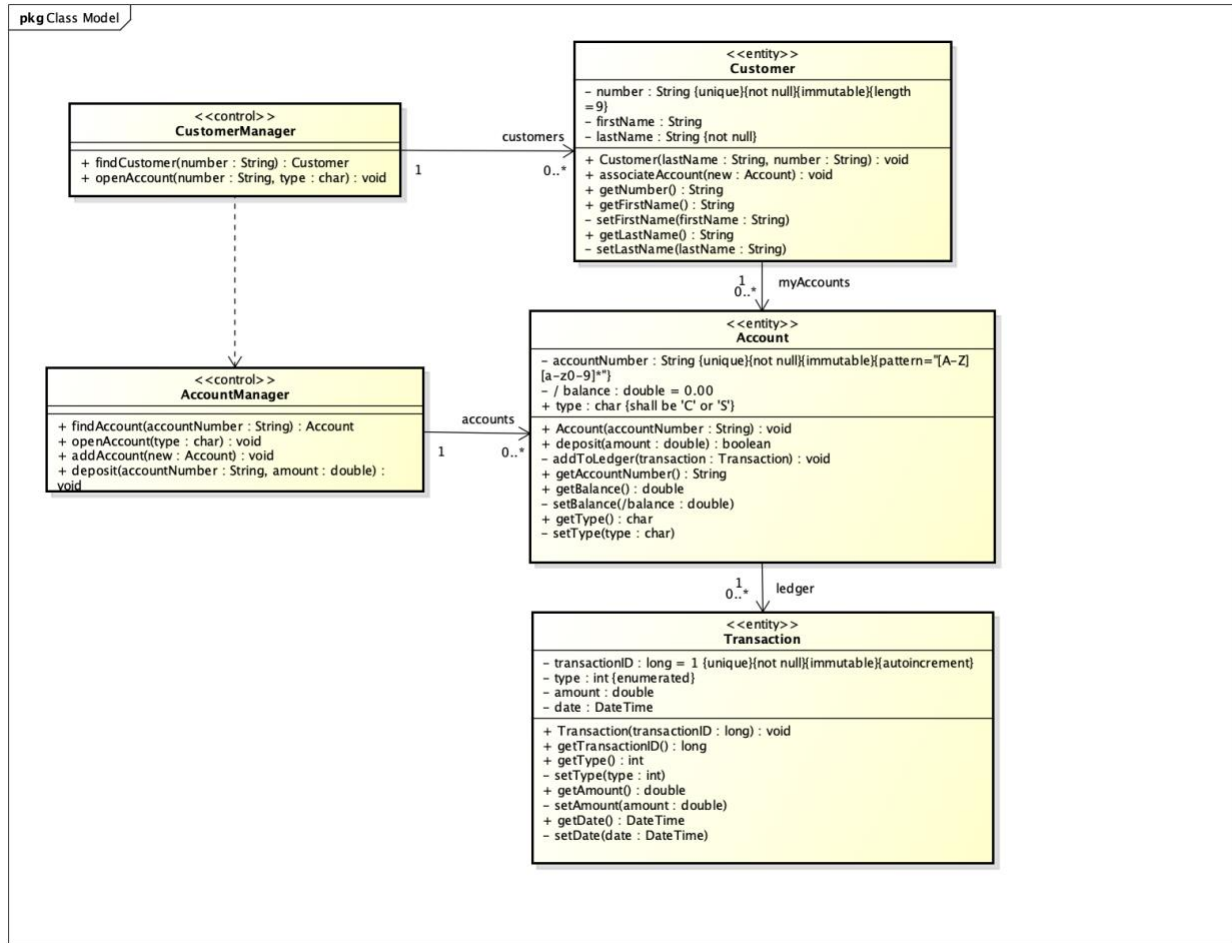 pkg Class Model
<<entity>>
Customer
- number : String {unique}{not null}{immutable}{length
=9}
- firstName : String
- lastName : String {not null}
+ Customer(lastName : String, number : String) : void
+ associateAccount(new : Account) : void
+ getNumber() : String
+ getFirstName() : String
- setFirstName(firstName : String)
+ getLastName() : String
- setLastName(lastName : String)
<<control>>
CustomerManager
+ findCustomer(number : String) : Customer
+ openAccount(number : String, type : char) : void
customers
1
0..*
1
0..*
myAccounts
<<entity>>
Account
- accountNumber : String {unique}{not null}{immutable}{pattern="[A-Z]
[a-z0-9]*"}
- / balance : double = 0.00
+ type : char {shall be 'C' or 'S'}
+ Account(accountNumber : String) : void
+ deposit(amount : double) : boolean
- addToLedger(transaction : Transaction) : void
+ getAccountNumber() : String
+ getBalance() : double
- setBalance(/balance : double)
+ getType() : char
- setType(type : char)
<<control>>
AccountManager
+ findAccount(accountNumber : String) : Account
+ openAccount(type : char) : void
+ addAccount(new : Account) : void
+ deposit(accountNumber : String, amount : double) :
void
accounts
1
0..*
1
0..*
ledger
<<entity>>
Transaction
- transactionID : long = 1 {unique}{not null}{immutable}{autoincrement}
- type : int {enumerated}
- amount : double
- date : DateTime
+ Transaction(transactionID : long) : void
+ getTransactionID() : long
+ getType() : int
- setType(type : int)
+ getAmount() : double
- setAmount(amount : double)
+ getDate() : DateTime
- setDate(date : DateTime)